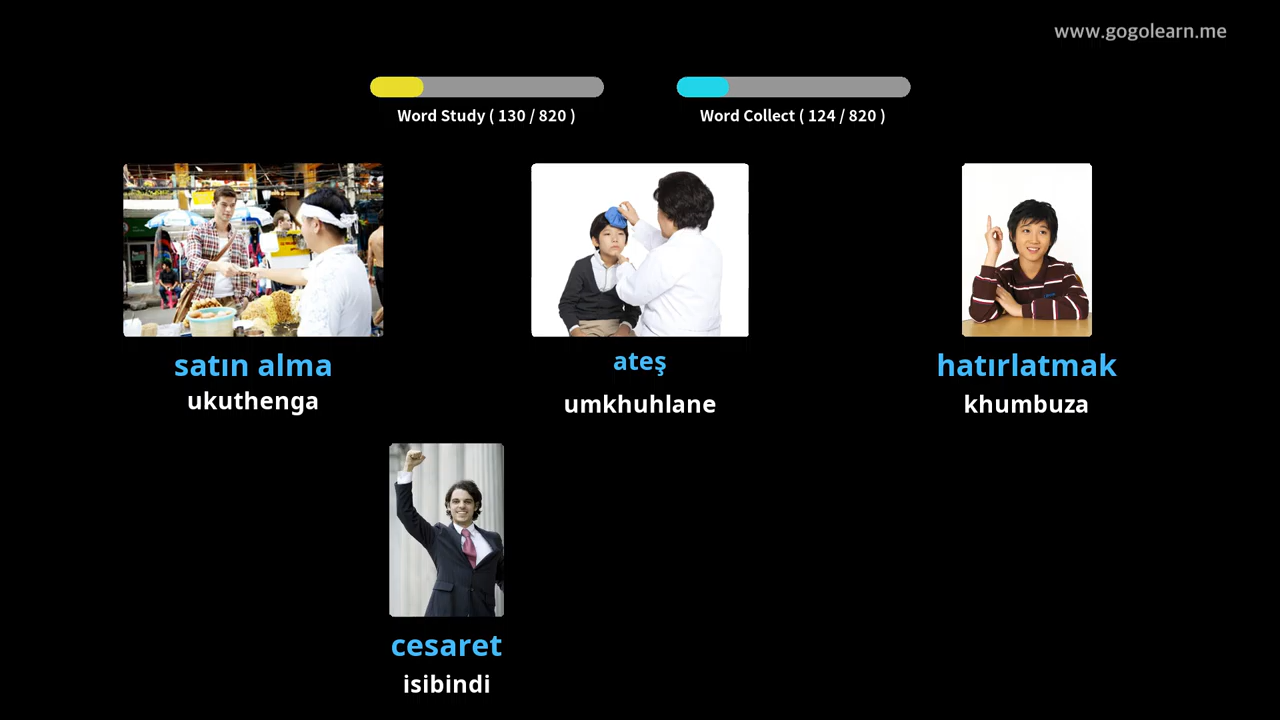 www.gogolearn.me
Word Study ( 130 / 820 )
Word Collect ( 124 / 820 )
satın alma
ukuthenga
ateş
umkhuhlane
hatırlatmak
khumbuza
cesaret
isibindi